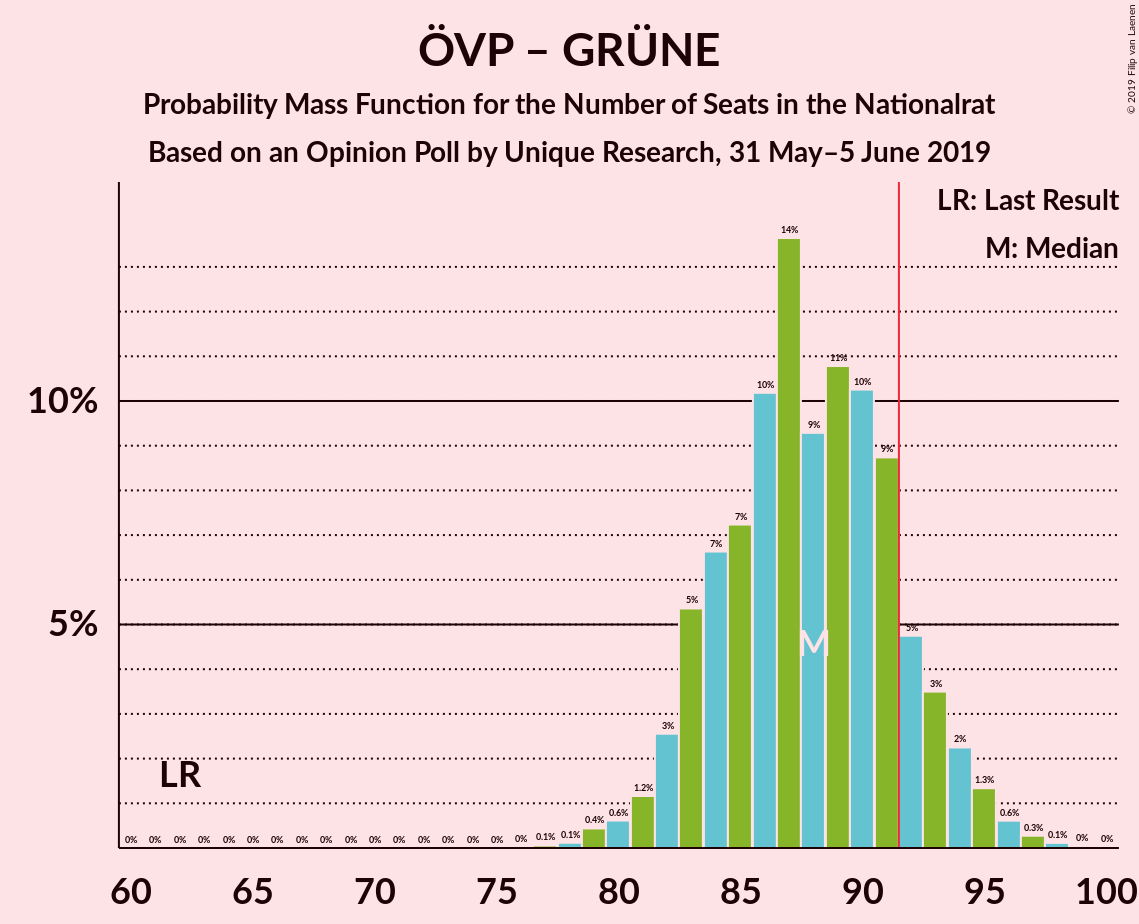 ÖVP – GRÜNE
Probability Mass Function for the Number of Seats in the Nationalrat
Based on an Opinion Poll by Unique Research, 31 May–5 June 2019
© 2019 Filip van Laenen
LR: Last Result
M: Median
10%
5%
LR
M
0% 0% 0% 0% 0% 0% 0% 0% 0% 0% 0% 0% 0% 0% 0% 0% 0% 0.1% 0.1% 0.4% 0.6% 1.2% 3% 5% 7% 7% 10% 14% 9% 11% 10% 9% 5% 3% 2% 1.3% 0.6% 0.3% 0.1% 0% 0%
60 65 70 75 80 85 90 95 100